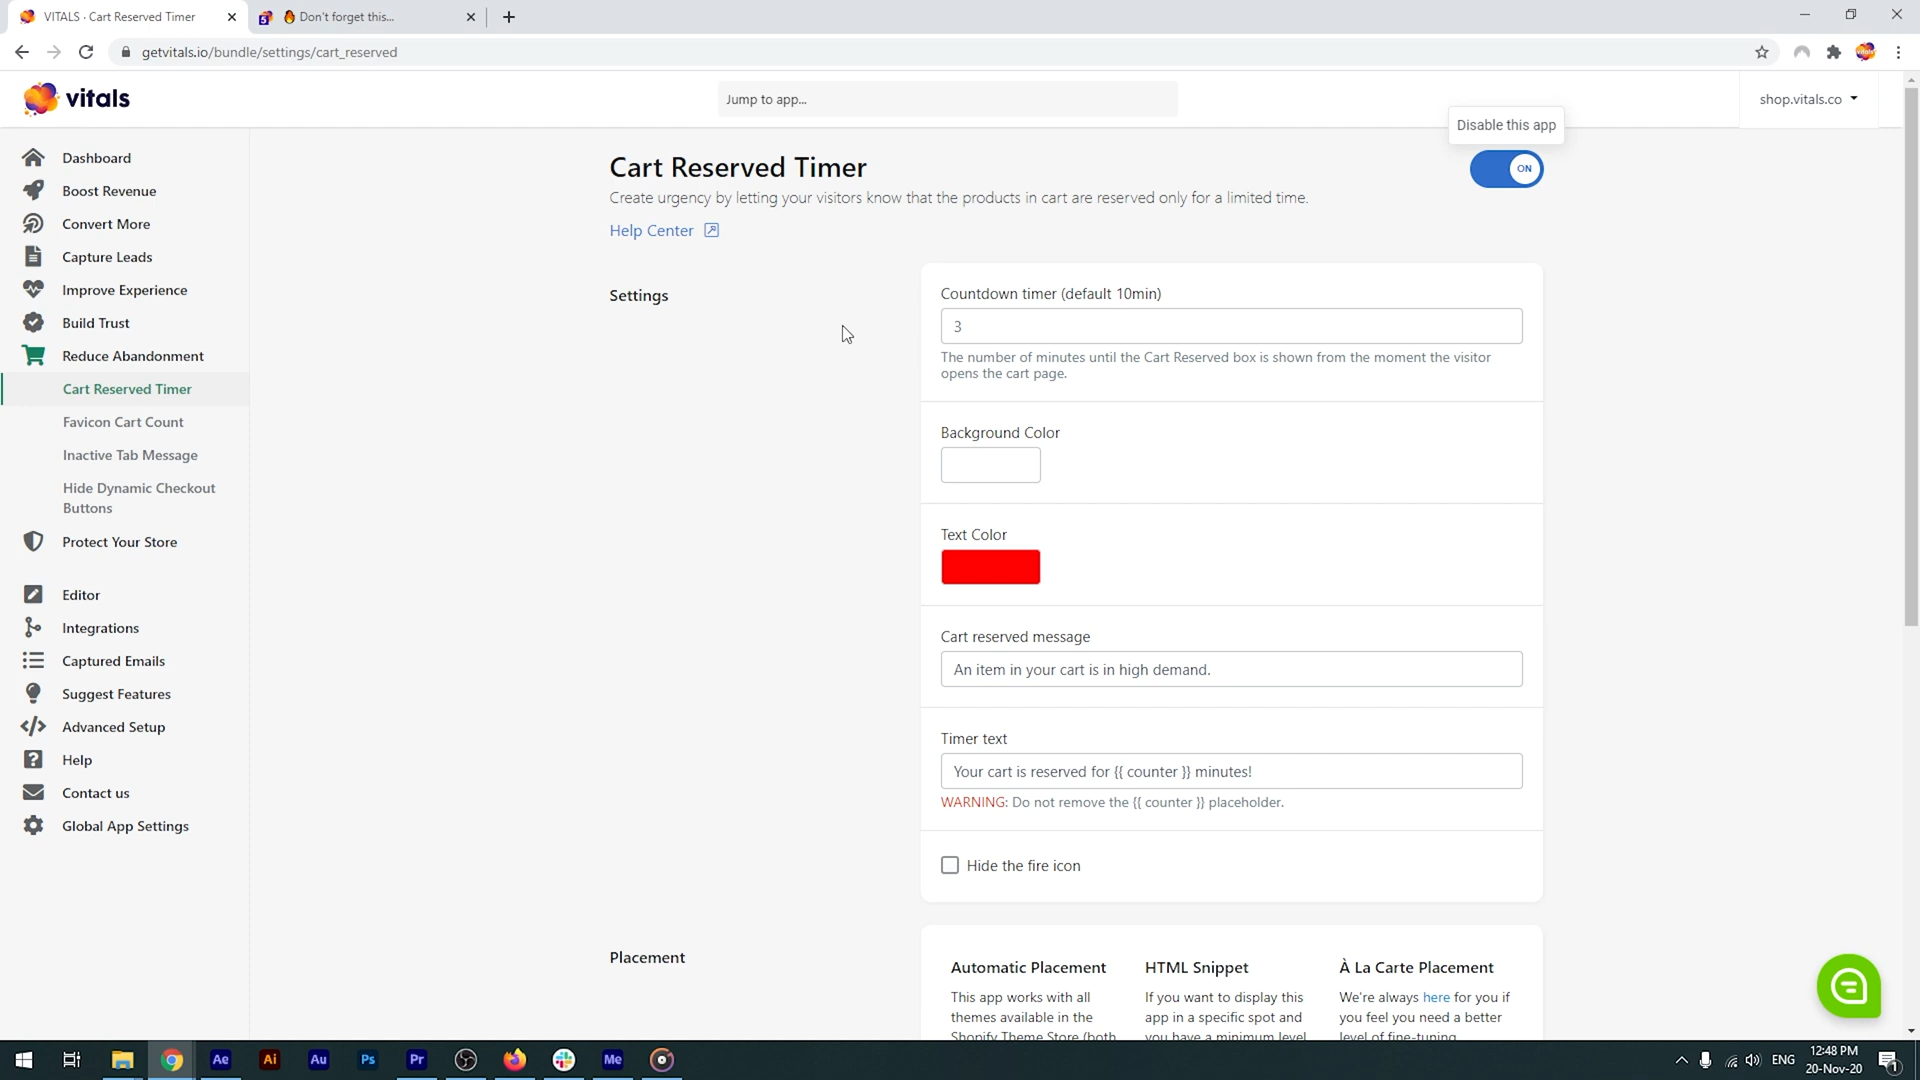 VITALS · Cart Reserved Timer
5
Don't forget this...
getvitals.io/bundle/settings/cart_reserved
vitals
vitals
Jump to app...
shop.vitals.co
Disable this app
ON
Dashboard
Boost Revenue
Convert More
Capture Leads
Improve Experience
Build Trust
Reduce Abandonment
Cart Reserved Timer
Favicon Cart Count
Inactive Tab Message
Hide Dynamic Checkout
Buttons
Protect Your Store
Editor
Integrations
Captured Emails
Suggest Features
Advanced Setup
Help
Contact us
Global App Settings
Cart Reserved Timer
Create urgency by letting your visitors know that the products in cart are reserved only for a limited time.
Help Center
Settings
Countdown timer (default 10min)
3
The number of minutes until the Cart Reserved box is shown from the moment the visitor
opens the cart page.
Background Color
Text Color
Cart reserved message
An item in your cart is in high demand.
Timer text
Your cart is reserved for {{ counter }} minutes!
WARNING: Do not remove the {{ counter }} placeholder.
Hide the fire icon
Placement
Automatic Placement
This app works with all
themes available in the
Shopify Theme Store (both
HTML Snippet
If you want to display this
app in a specific spot and
you have a minimum level
À La Carte Placement
We're always here for you if
you feel you need a better
level of fine-tuning
Ae
Ai
Au
Ps
Pr
Me
ENG
12:48 PM
20-Nov-20
1